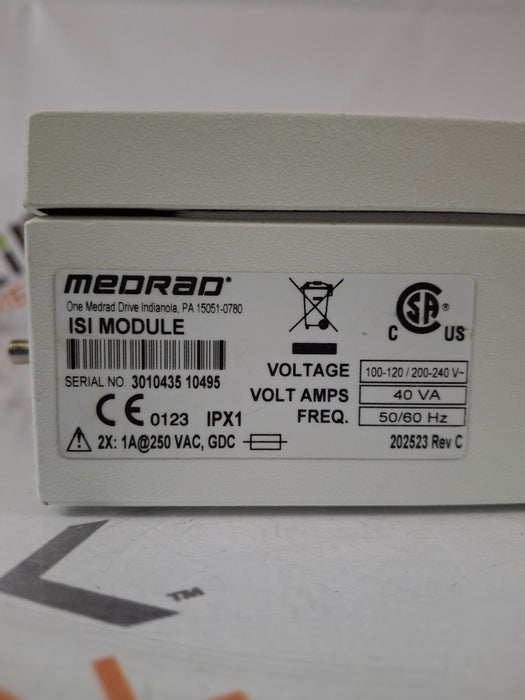 MEDRAD®
One Medrad Drive Indianola, PA 15051-0780
ISI MODULE
SERIAL NO. 3010435 10495
CE 0123 IPX1
2X: 1A@250 VAC, GDC
CSA®
C US
VOLTAGE 100-120 / 200-240 V~
VOLT AMPS 40 VA
FREQ. 50/60 Hz
202523 Rev C
TM